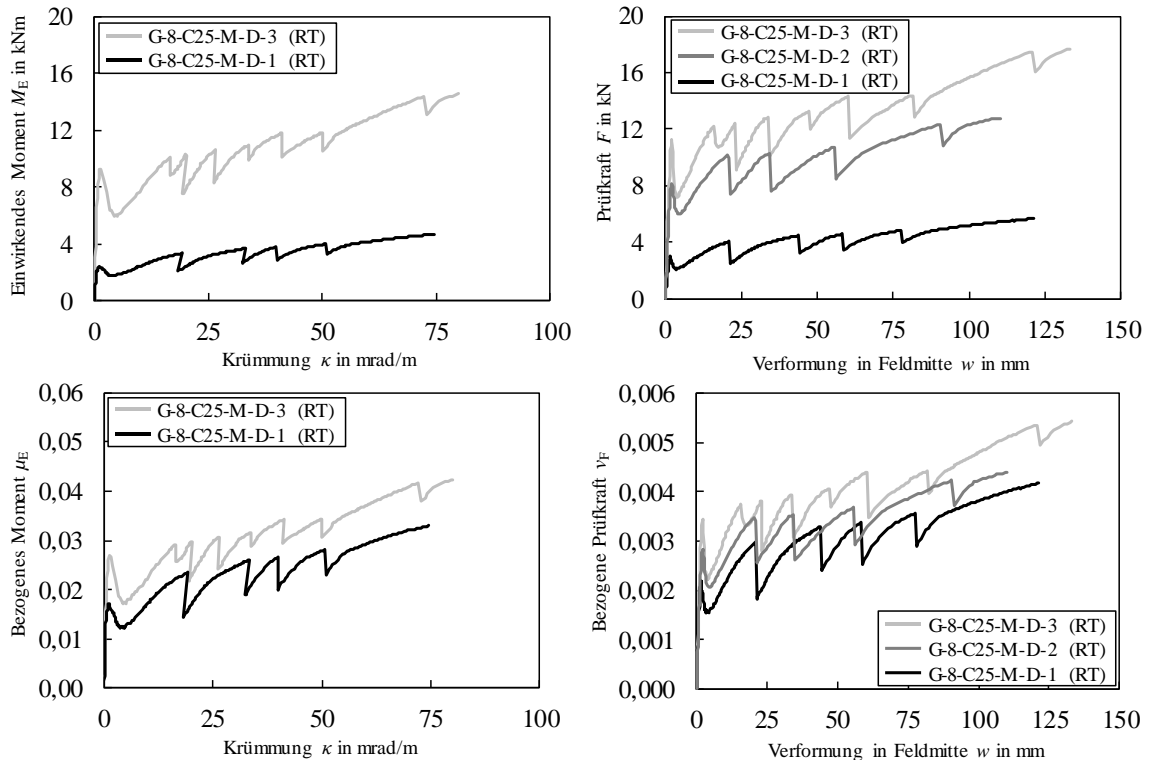 Einwirkendes Moment M_E in kNm
20
16
12
8
4
0
G-8-C25-M-D-3 (RT)
G-8-C25-M-D-1 (RT)
0 25 50 75 100
Krümmung κ in mrad/m
Prüfkraft F in kN
20
16
12
8
4
0
G-8-C25-M-D-3 (RT)
G-8-C25-M-D-2 (RT)
G-8-C25-M-D-1 (RT)
0 25 50 75 100 125 150
Verformung in Feldmitte w in mm
Bezogenes Moment μ_E
0,06
0,05
0,04
0,03
0,02
0,01
0,00
G-8-C25-M-D-3 (RT)
G-8-C25-M-D-1 (RT)
0 25 50 75 100
Krümmung κ in mrad/m
Bezogene Prüfkraft ν_F
0,006
0,005
0,004
0,003
0,002
0,001
0,000
G-8-C25-M-D-3 (RT)
G-8-C25-M-D-2 (RT)
G-8-C25-M-D-1 (RT)
0 25 50 75 100 125 150
Verformung in Feldmitte w in mm